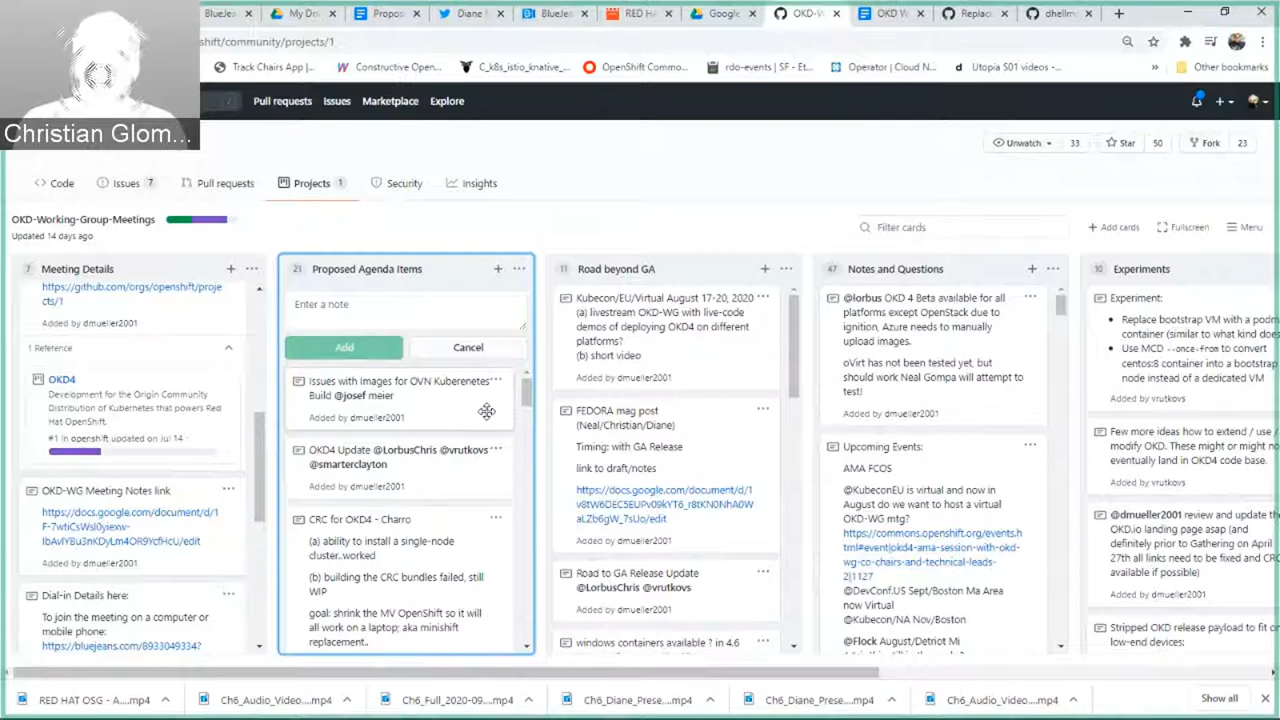 BlueJea
My De
Propos
Diane M
BlueJe
RED HA
Google
OKD-W
OKD W
Replac
dhellm
shift/community/projects/1
Track Chairs App |...
Constructive Open...
C_k8s_istio_knative_...
OpenShift Commo...
rdo-events | SF - Et...
Operator | Cloud N...
Utopia S01 videos -...
Other bookmarks
Christian Glom...
Pull requests
Issues
Marketplace
Explore
Unwatch
33
Star
50
Fork
23
Code
Issues 7
Pull requests
Projects 1
Security
Insights
OKD-Working-Group-Meetings
Updated 14 days ago
Filter cards
Add cards
Fullscreen
Menu
7 Meeting Details
https://github.com/orgs/openshift/proje
cts/1
Added by dmueller2001
1 Reference
OKD4
Development for the Origin Community
Distribution of Kubernetes that powers Red
Hat OpenShift.
#1 in openshift updated on Jul 14
OKD-WG Meeting Notes link
Added by dmueller2001
Dial-in Details here:
To join the meeting on a computer or
mobile phone:
https://bluejeans.com/8933049334?
21 Proposed Agenda Items
Enter a note
Add
Cancel
Issues with Images for OVN Kuberenetes
Build @josef meier
Added by dmueller2001
OKD4 Update @LorbusChris @vrutkovs
@smarterclayton
Added by dmueller2001
CRC for OKD4 - Charro
(a) ability to install a single-node
cluster..worked
(b) building the CRC bundles failed, still
WIP
goal: shrink the MV OpenShift so it will
all work on a laptop; aka minishift
replacement..
11 Road beyond GA
Kubecon/EU/Virtual August 17-20, 2020
(a) livestream OKD-WG with live-code
demos of deploying OKD4 on different
platforms?
(b) short video
Added by dmueller2001
FEDORA mag post
(Neal/Christian/Diane)
Timing: with GA Release
link to draft/notes
Added by dmueller2001
Road to GA Release Update
@LorbusChris @vrutkovs
Added by dmueller2001
windows containers available ? in 4.6
47 Notes and Questions
@lorbus OKD 4 Beta available for all
platforms except OpenStack due to
ignition, Azure needs to manually
upload images.
oVirt has not been tested yet, but
should work Neal Gompa will attempt to
test!
Added by dmueller2001
Upcoming Events:
AMA FCOS
@KubeconEU is virtual and now in
August do we want to host a virtual
OKD-WG mtg?
https://commons.openshift.org/events.h
tml#event|okd4-ama-session-with-okd-
wg-co-chairs-and-technical-leads-
2|1127
@DevConf.US Sept/Boston Ma Area
now Virtual
@Kubecon/NA Nov/Boston
@Flock August/Detriot Mi
10 Experiments
Experiment:
Replace bootstrap VM with a podm
container (similar to what kind does
Use MCD --once-from to convert
centos:8 container into a bootstrap
node instead of a dedicated VM
Added by vrutkovs
Few more ideas how to extend / use /
modify OKD. These might or might no
eventually land in OKD4 code base.
Added by vrutkovs
@dmueller2001 review and update the
OKD.io landing page asap (and
definitely prior to Gathering on April
27th all links need to be fixed and CRC
available if possible)
Added by dmueller2001
Stripped OKD release payload to fit or
low-end devices:
RED HAT OSG - A....mp4
Ch6_Audio_Video....mp4
Ch6_Full_2020-09....mp4
Ch6_Diane_Prese....mp4
Ch6_Diane_Prese....mp4
Ch6_Audio_Video....mp4
Show all